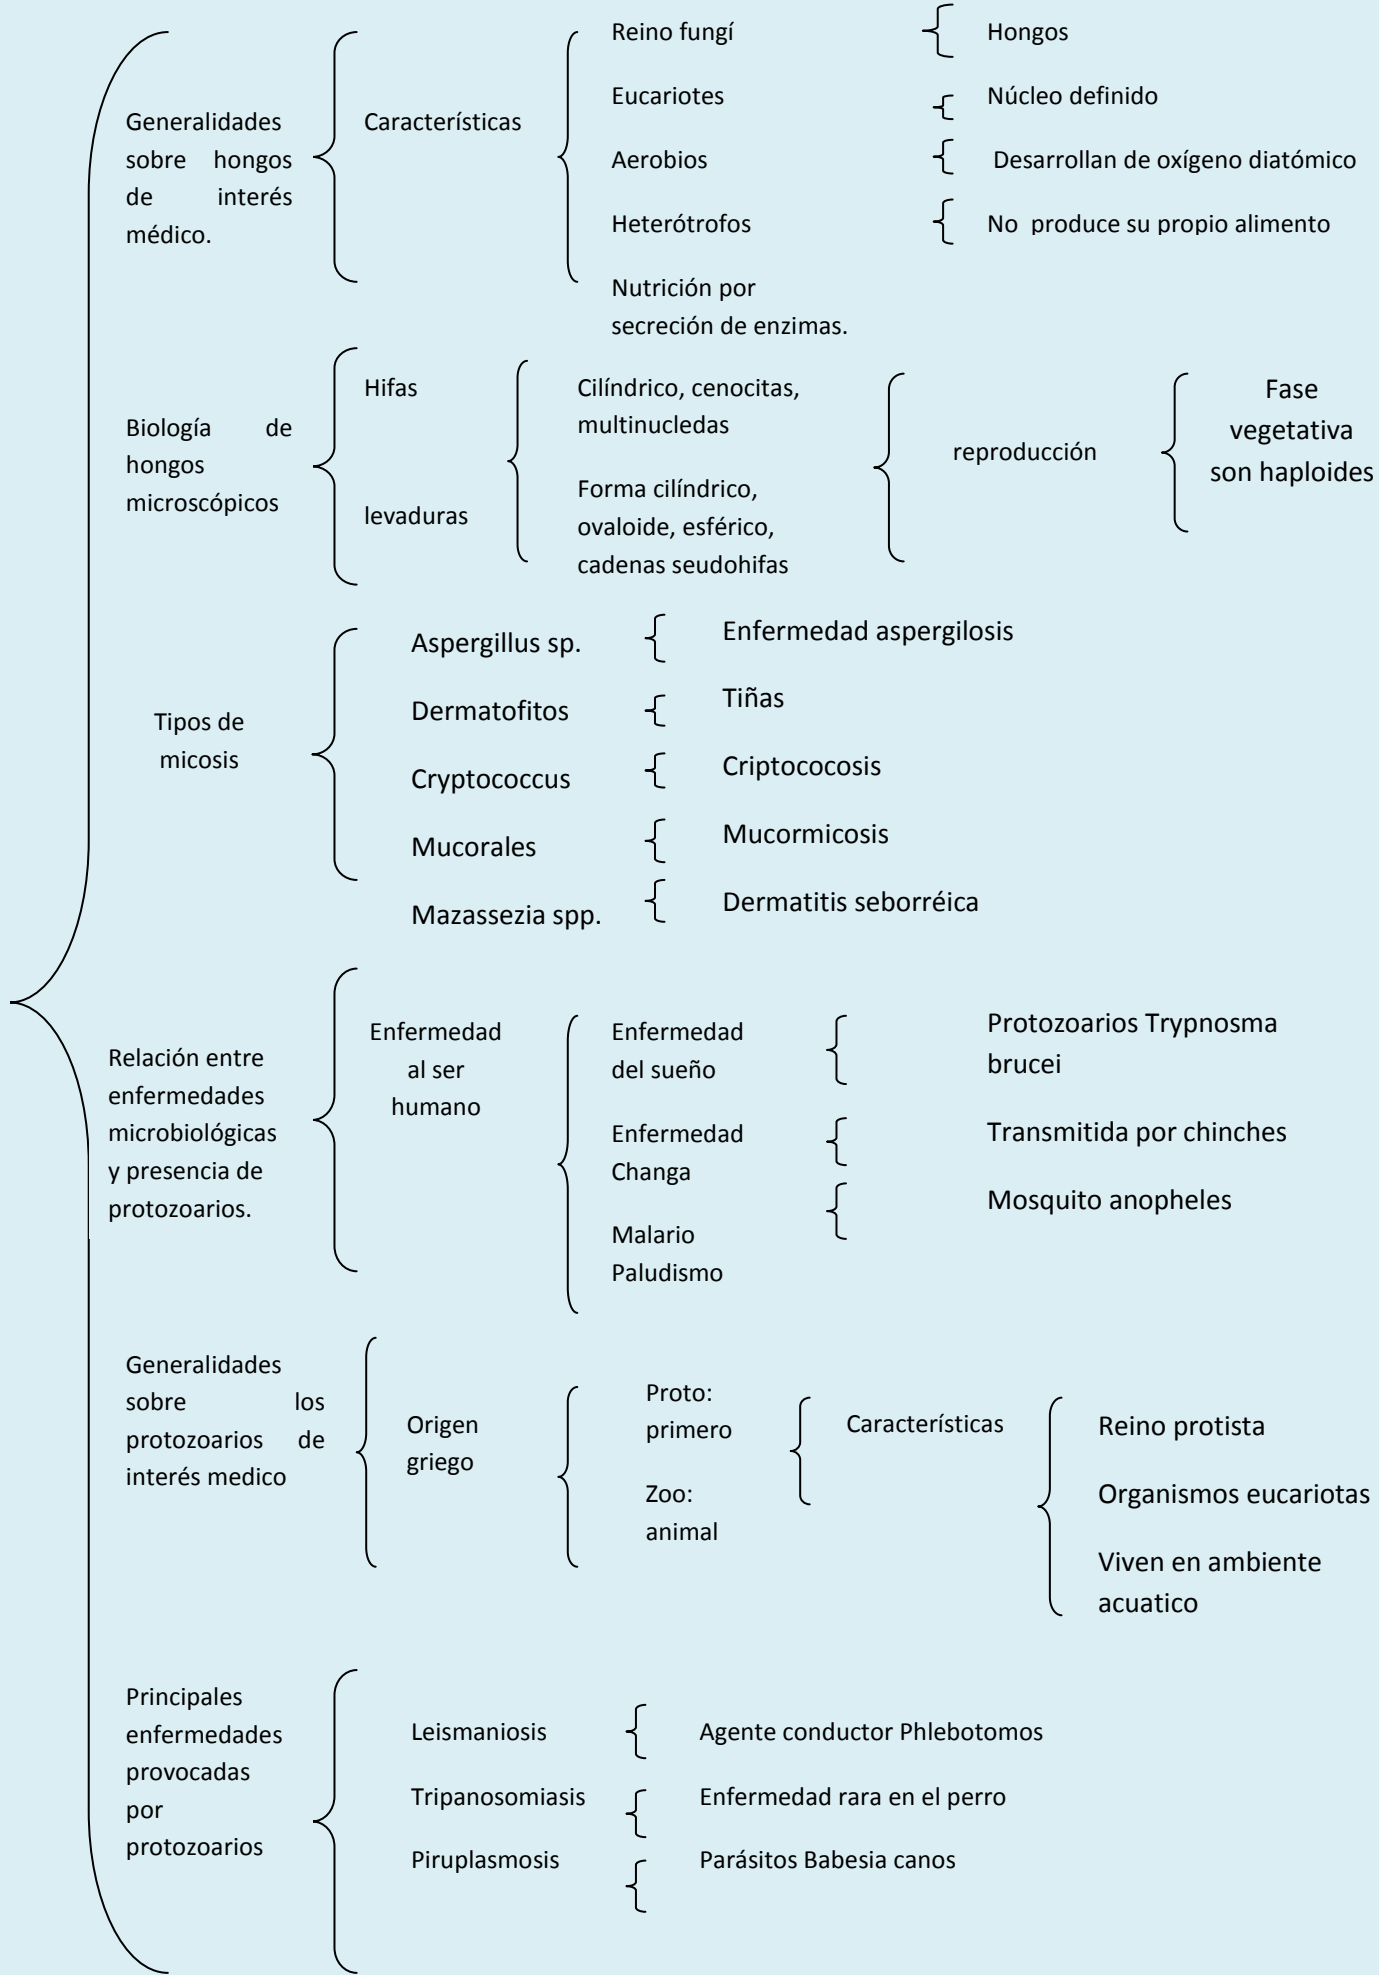 Generalidades
sobre hongos
de interés
médico.
Características
Reino fungí
Hongos
Eucariotes
Núcleo definido
Aerobios
Desarrollan de oxígeno diatómico
Heterótrofos
No produce su propio alimento
Nutrición por
secreción de enzimas.
Biología de
hongos
microscópicos
Hifas
levaduras
Cilíndrico, cenocitas,
multinucledas
Forma cilíndrico,
ovaloide, esférico,
cadenas seudohifas
reproducción
Fase
vegetativa
son haploides
Tipos de
micosis
Aspergillus sp.
Enfermedad aspergilosis
Dermatofitos
Tiñas
Cryptococcus
Criptococosis
Mucorales
Mucormicosis
Mazassezia spp.
Dermatitis seborréica
Relación entre
enfermedades
microbiológicas
y presencia de
protozoarios.
Enfermedad
al ser
humano
Enfermedad
del sueño
Protozoarios Trypnosma
brucei
Enfermedad
Changa
Transmitida por chinches
Malario
Paludismo
Mosquito anopheles
Generalidades
sobre los
protozoarios de
interés medico
Origen
griego
Proto:
primero
Zoo:
animal
Características
Reino protista
Organismos eucariotas
Viven en ambiente
acuatico
Principales
enfermedades
provocadas
por
protozoarios
Leismaniosis
Agente conductor Phlebotomos
Tripanosomiasis
Enfermedad rara en el perro
Piruplasmosis
Parásitos Babesia canos